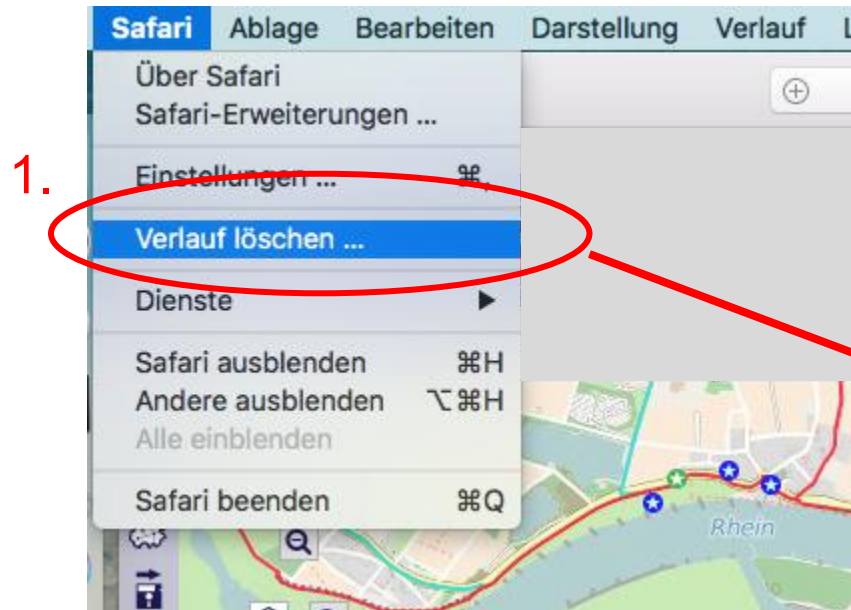 Safari Ablage Bearbeiten Darstellung Verlauf
Über Safari
Safari-Erweiterungen ...
1.
Einstellungen ... ⌘,
Verlauf löschen ...
Dienste ▶
Safari ausblenden ⌘H
Andere ausblenden ⌥⌘H
Alle einblenden
Safari beenden ⌘Q
Rhein